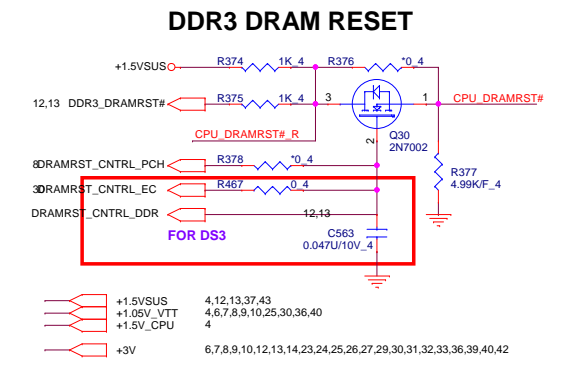 DDR3 DRAM RESET
+1.5VSUS R374 1K_4 R376 *0_4
12,13 DDR3_DRAMRST# R375 1K_4 3 1 CPU_DRAMRST#
CPU_DRAMRST#_R
Q30
2N7002
2
8 DRAMRST_CNTRL_PCH R378 *0_4
R377
4.99K/F_4
DRAMRST_CNTRL_EC R467 0_4
DRAMRST_CNTRL_DDR 12,13
FOR DS3
C563
0.047U/10V_4
+1.5VSUS 4,12,13,37,43
+1.05V_VTT 4,6,7,8,9,10,25,30,36,40
+1.5V_CPU 4
+3V 6,7,8,9,10,12,13,14,23,24,25,26,27,29,30,31,32,33,36,39,40,42